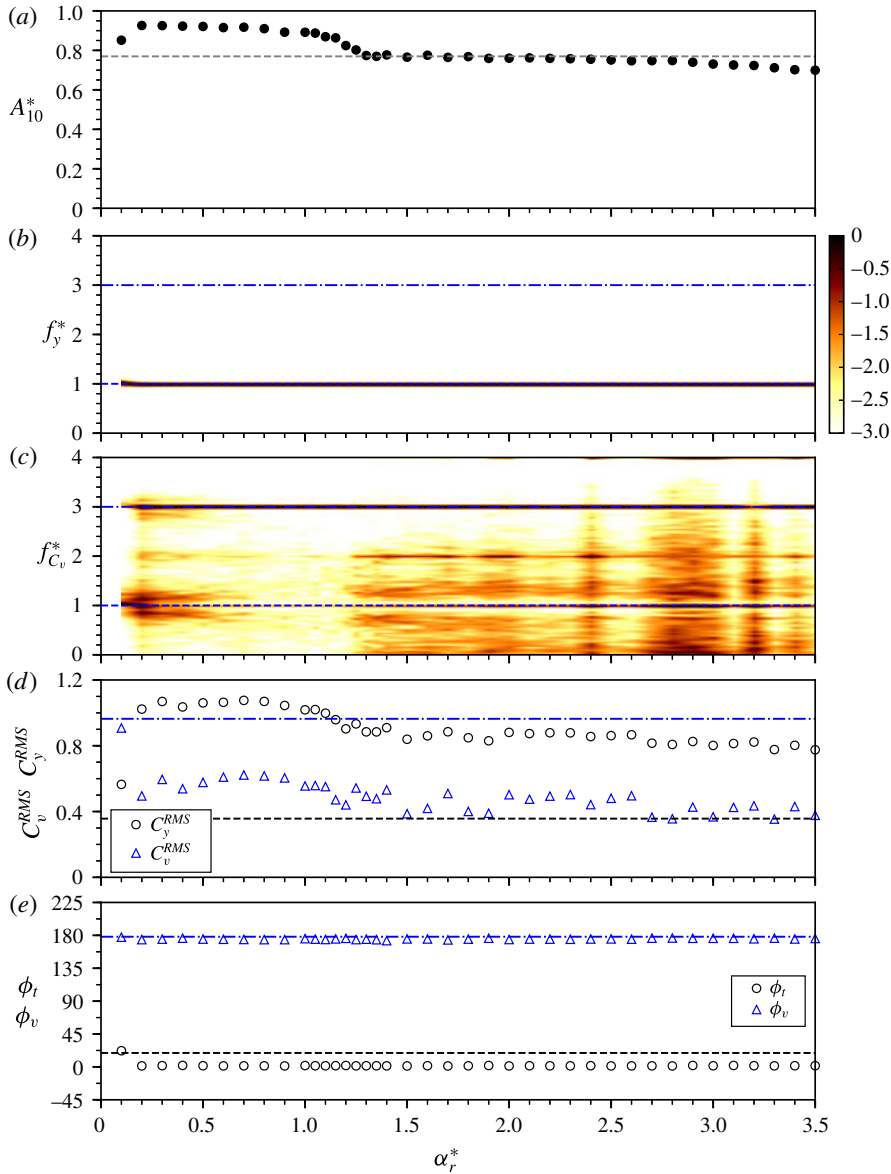 (a)
1.0
0.8
0.6
0.4
0.2
0
A*10
(b)
4
3
2
1
0
f*y
0
–0.5
–1.0
–1.5
–2.0
–2.5
–3.0
(c)
4
3
2
1
0
f*Cv
(d)
1.2
0.8
0.4
0
CvRMS CyRMS
CyRMS
CvRMS
(e)
225
180
135
90
45
0
–45
ϕt
ϕv
ϕt
ϕv
0
0.5
1.0
1.5
2.0
2.5
3.0
3.5
α*r